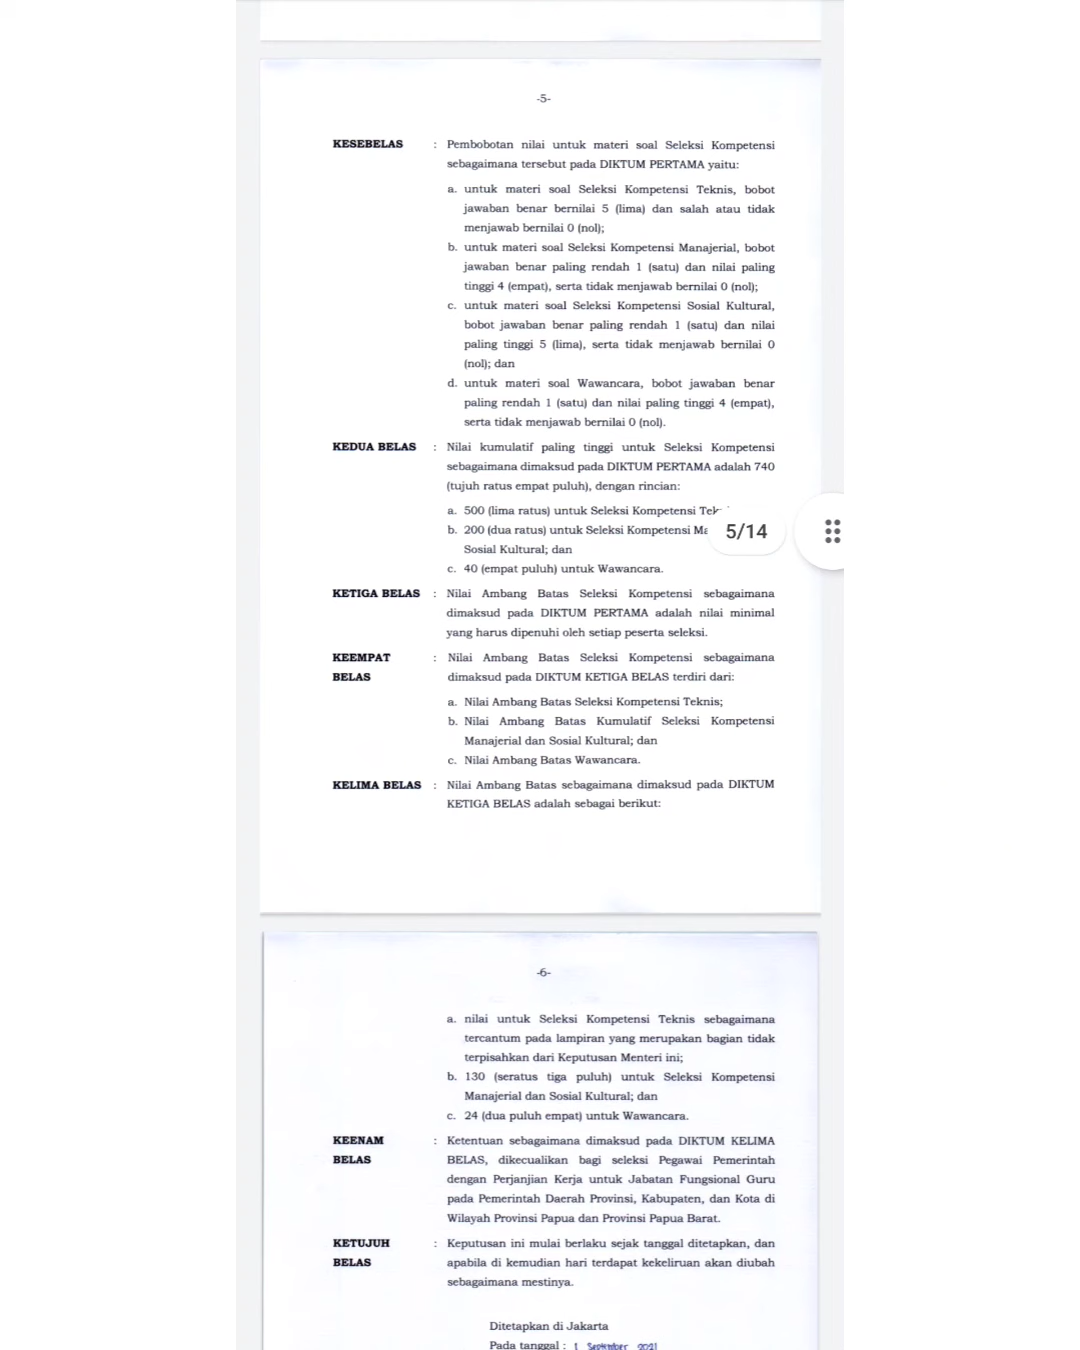 -5-
KESEBELAS : Pembobotan nilai untuk materi soal Seleksi Kompetensi
sebagaimana tersebut pada DIKTUM PERTAMA yaitu:
a. untuk materi soal Seleksi Kompetensi Teknis, bobot
jawaban benar bernilai 5 (lima) dan salah atau tidak
menjawab bernilai 0 (nol);
b. untuk materi soal Seleksi Kompetensi Manajerial, bobot
jawaban benar paling rendah 1 (satu) dan nilai paling
tinggi 4 (empat), serta tidak menjawab bernilai 0 (nol);
c. untuk materi soal Seleksi Kompetensi Sosial Kultural,
bobot jawaban benar paling rendah 1 (satu) dan nilai
paling tinggi 5 (lima), serta tidak menjawab bernilai 0
(nol); dan
d. untuk materi soal Wawancara, bobot jawaban benar
paling rendah 1 (satu) dan nilai paling tinggi 4 (empat),
serta tidak menjawab bernilai 0 (nol).
KEDUA BELAS : Nilai kumulatif paling tinggi untuk Seleksi Kompetensi
sebagaimana dimaksud pada DIKTUM PERTAMA adalah 740
(tujuh ratus empat puluh), dengan rincian:
a. 500 (lima ratus) untuk Seleksi Kompetensi
b. 200 (dua ratus) untuk Seleksi Kompetensi
5/14
Sosial Kultural; dan
c. 40 (empat puluh) untuk Wawancara.
KETIGA BELAS : Nilai Ambang Batas Seleksi Kompetensi sebagaimana
dimaksud pada DIKTUM PERTAMA adalah nilai minimal
yang harus dipenuhi oleh setiap peserta seleksi.
KEEMPAT : Nilai Ambang Batas Seleksi Kompetensi sebagaimana
BELAS dimaksud pada DIKTUM KETIGA BELAS terdiri dari:
a. Nilai Ambang Batas Seleksi Kompetensi Teknis;
b. Nilai Ambang Batas Kumulatif Seleksi Kompetensi
Manajerial dan Sosial Kultural; dan
c. Nilai Ambang Batas Wawancara.
KELIMA BELAS : Nilai Ambang Batas sebagaimana dimaksud pada DIKTUM
KETIGA BELAS adalah sebagai berikut:
-6-
a. nilai untuk Seleksi Kompetensi Teknis sebagaimana
tercantum pada lampiran yang merupakan bagian tidak
terpisahkan dari Keputusan Menteri ini;
b. 130 (seratus tiga puluh) untuk Seleksi Kompetensi
Manajerial dan Sosial Kultural; dan
c. 24 (dua puluh empat) untuk Wawancara.
KEENAM : Ketentuan sebagaimana dimaksud pada DIKTUM KELIMA
BELAS BELAS, dikecualikan bagi seleksi Pegawai Pemerintah
dengan Perjanjian Kerja untuk Jabatan Fungsional Guru
pada Pemerintah Daerah Provinsi, Kabupaten, dan Kota di
Wilayah Provinsi Papua dan Provinsi Papua Barat.
KETUJUH : Keputusan ini mulai berlaku sejak tanggal ditetapkan, dan
BELAS apabila di kemudian hari terdapat kekeliruan akan diubah
sebagaimana mestinya.
Ditetapkan di Jakarta
Pada tanggal : 1 September 2021